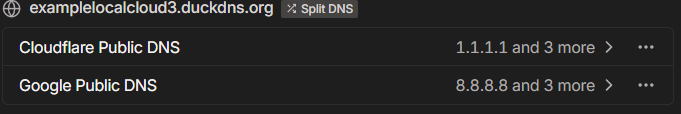 examplelocalcloud3.duckdns.org Split DNS
Cloudflare Public DNS 1.1.1.1 and 3 more
Google Public DNS 8.8.8.8 and 3 more